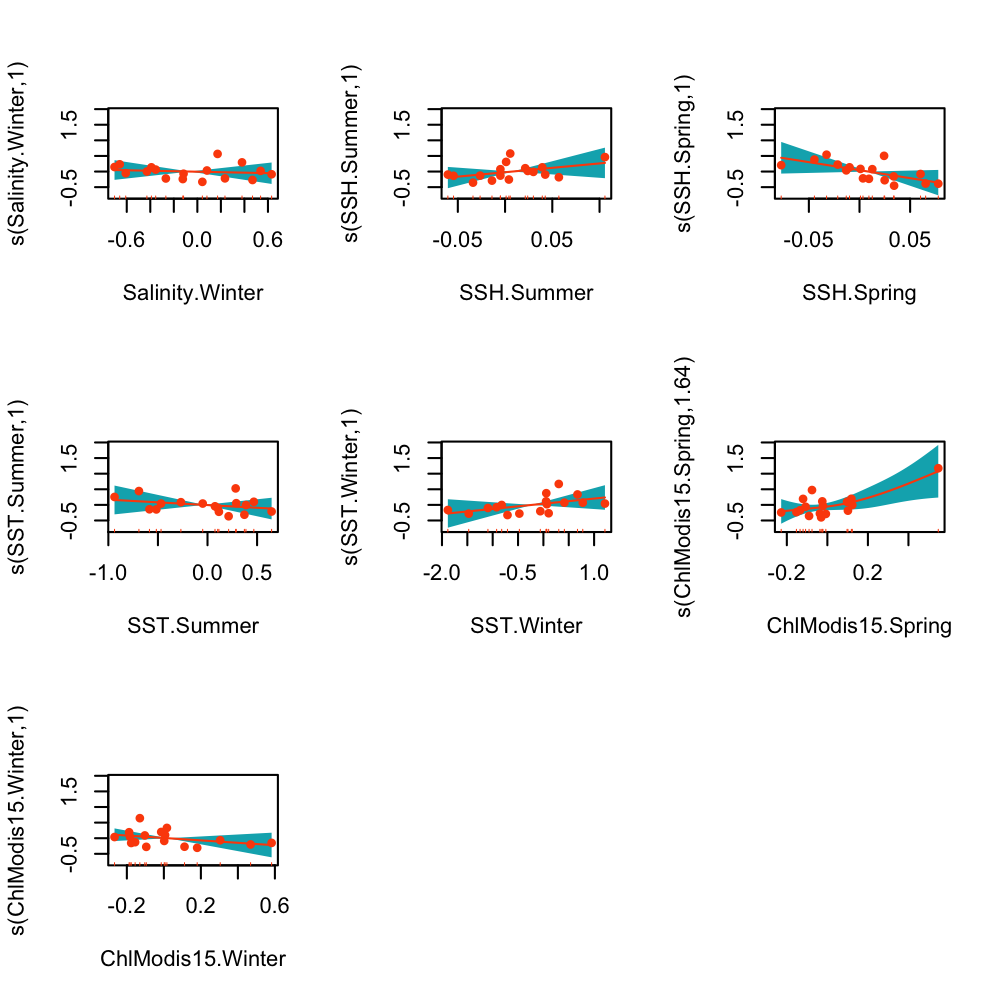 s(Salinity.Winter,1)
1.5
-0.5
-0.6 0.0 0.6
Salinity.Winter
s(SSH.Summer,1)
1.5
-0.5
-0.05 0.05
SSH.Summer
s(SSH.Spring,1)
1.5
-0.5
-0.05 0.05
SSH.Spring
s(SST.Summer,1)
1.5
-0.5
-1.0 0.0 0.5
SST.Summer
s(SST.Winter,1)
1.5
-0.5
-2.0 -0.5 1.0
SST.Winter
s(ChlModis15.Spring,1.64)
1.5
-0.5
-0.2 0.2
ChlModis15.Spring
s(ChlModis15.Winter,1)
1.5
-0.5
-0.2 0.2 0.6
ChlModis15.Winter